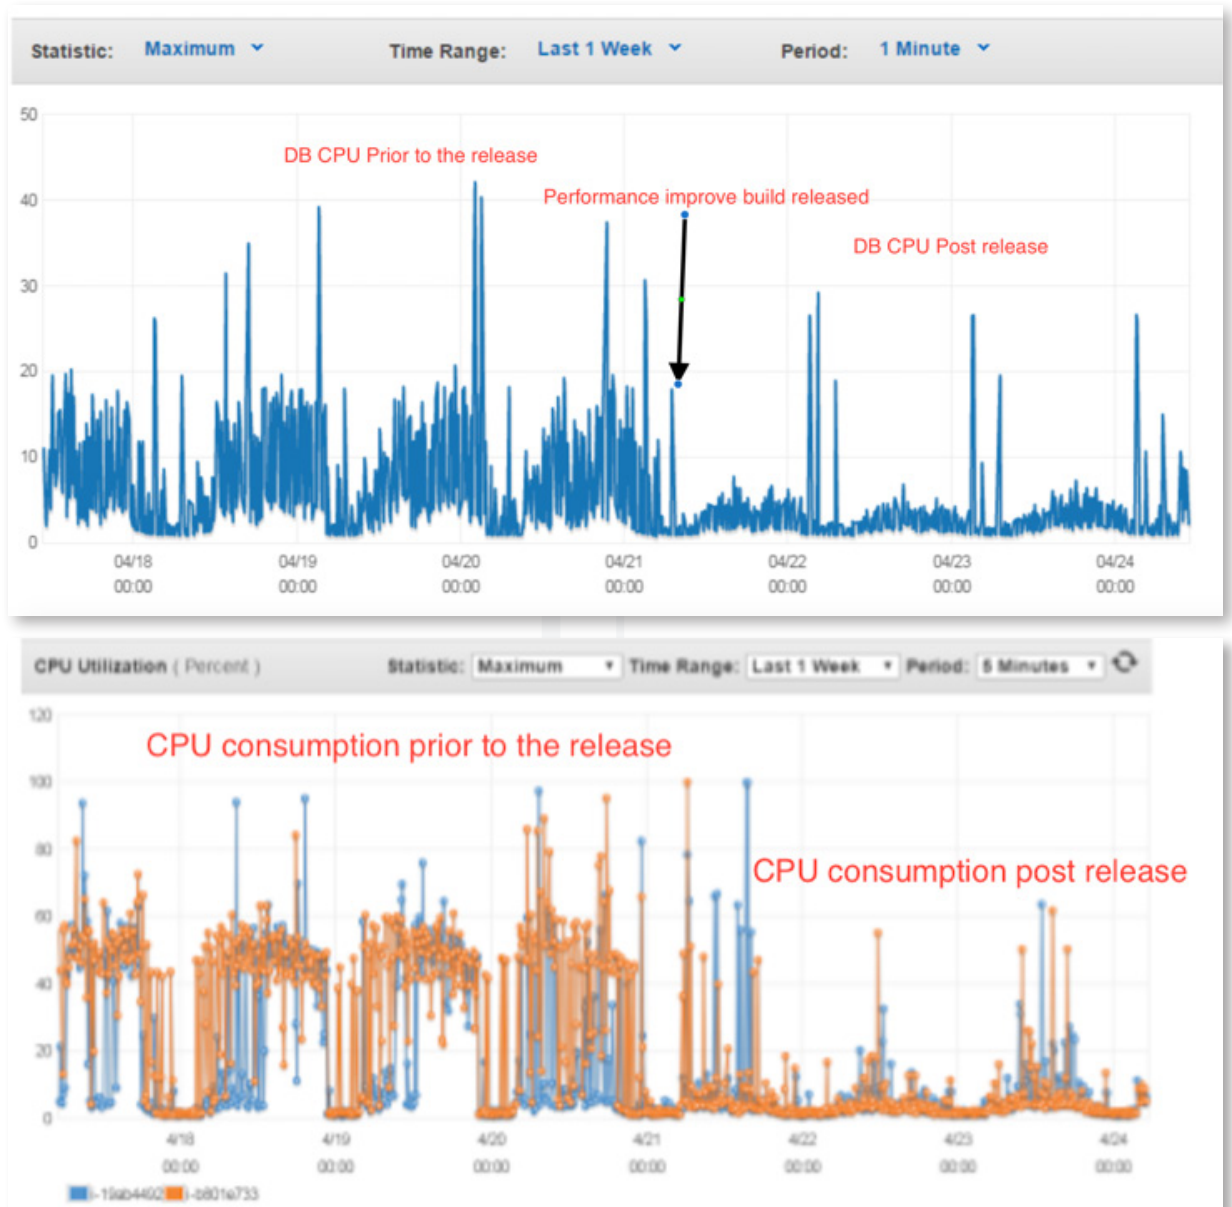 Statistic: Maximum Time Range: Last 1 Week Period: 1 Minute
50
DB CPU Prior to the release
40
Performance improve build released
DB CPU Post release
30
20
10
0
04/18 04/19 04/20 04/21 04/22 04/23 04/24
00:00 00:00 00:00 00:00 00:00 00:00 00:00
CPU Utilization ( Percent ) Statistic: Maximum Time Range: Last 1 Week Period: 5 Minutes
120
CPU consumption prior to the release
100
80
CPU consumption post release
60
40
20
0
4/18 4/19 4/20 4/21 4/22 4/23 4/24
00:00 00:00 00:00 00:00 00:00 00:00 00:00